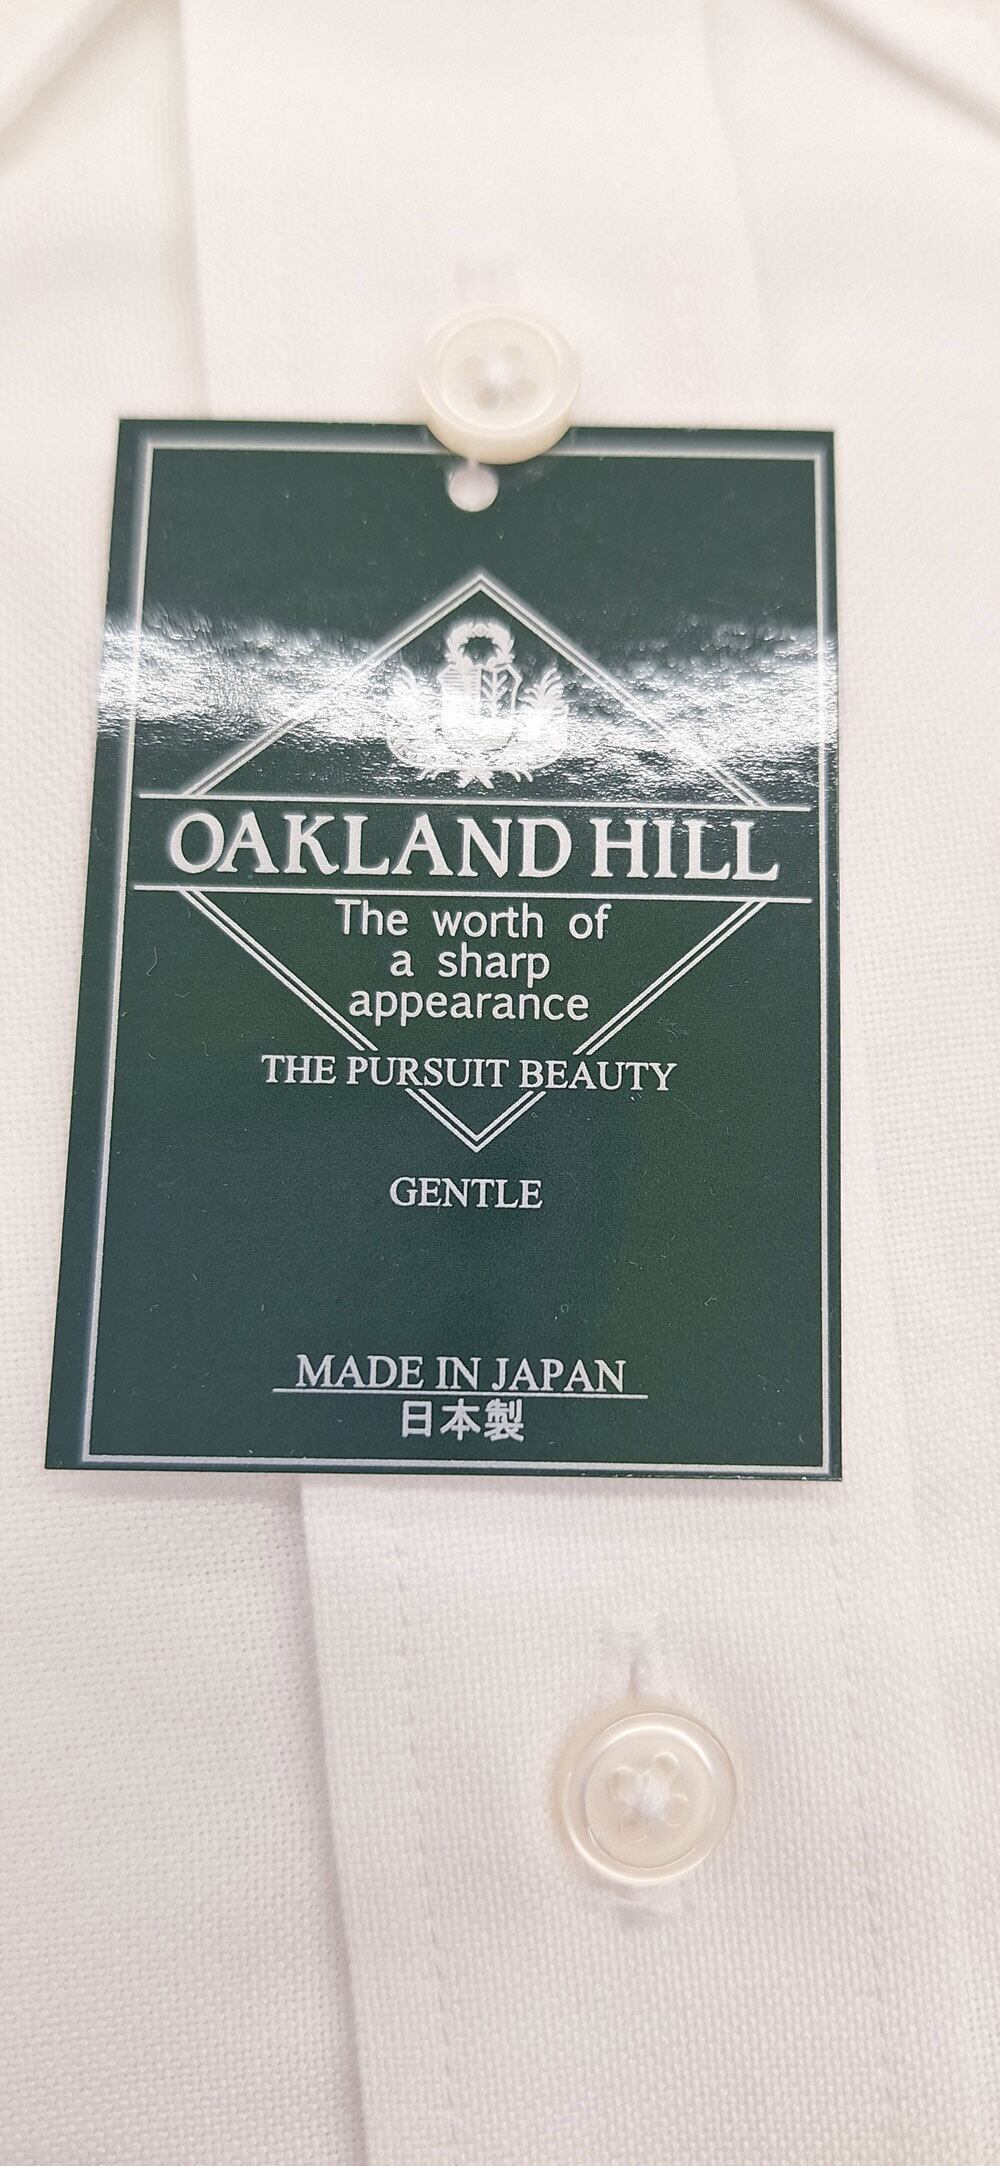 OAKLAND HILL
The worth of
a sharp
appearance
THE PURSUIT BEAUTY
GENTLE
MADE IN JAPAN
日本製